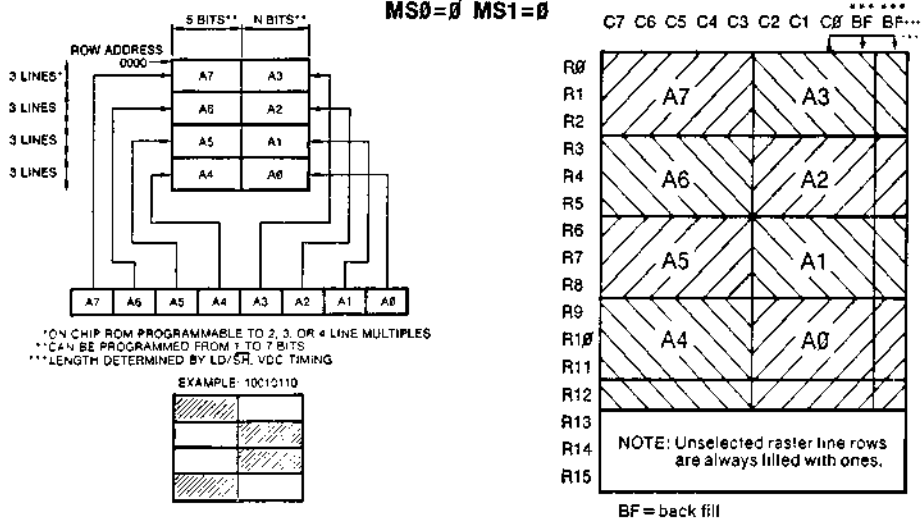 MSØ=Ø MS1=Ø
5 BITS** N BITS**
ROW ADDRESS
0000
3 LINES*
3 LINES
3 LINES
3 LINES
A7 A3
A6 A2
A5 A1
A4 AØ
A7 A6 A5 A4 A3 A2 A1 AØ
*ON CHIP ROM PROGRAMMABLE TO 2, 3, OR 4 LINE MULTIPLES
**CAN BE PROGRAMMED FROM 1 TO 7 BITS
***LENGTH DETERMINED BY LD/SH, VDC TIMING
EXAMPLE: 10010110
C7 C6 C5 C4 C3 C2 C1 CØ BF BF...
RØ
R1
R2
R3
R4
R5
R6
R7
R8
R9
R1Ø
R11
R12
R13
R14
R15
A7 A3
A6 A2
A5 A1
A4 AØ
NOTE: Unselected raster line rows
are always filled with ones.
BF = back fill